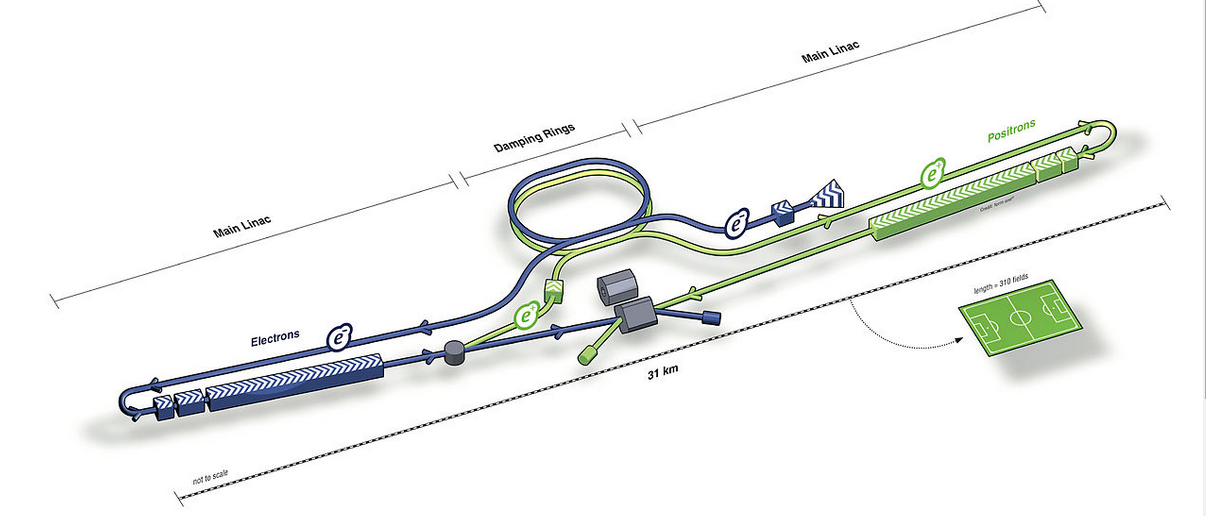 Main Linac
Damping Rings
Main Linac
Positrons
e+
e-
length = 310 fields
e+
Electrons
e-
31 km
not to scale